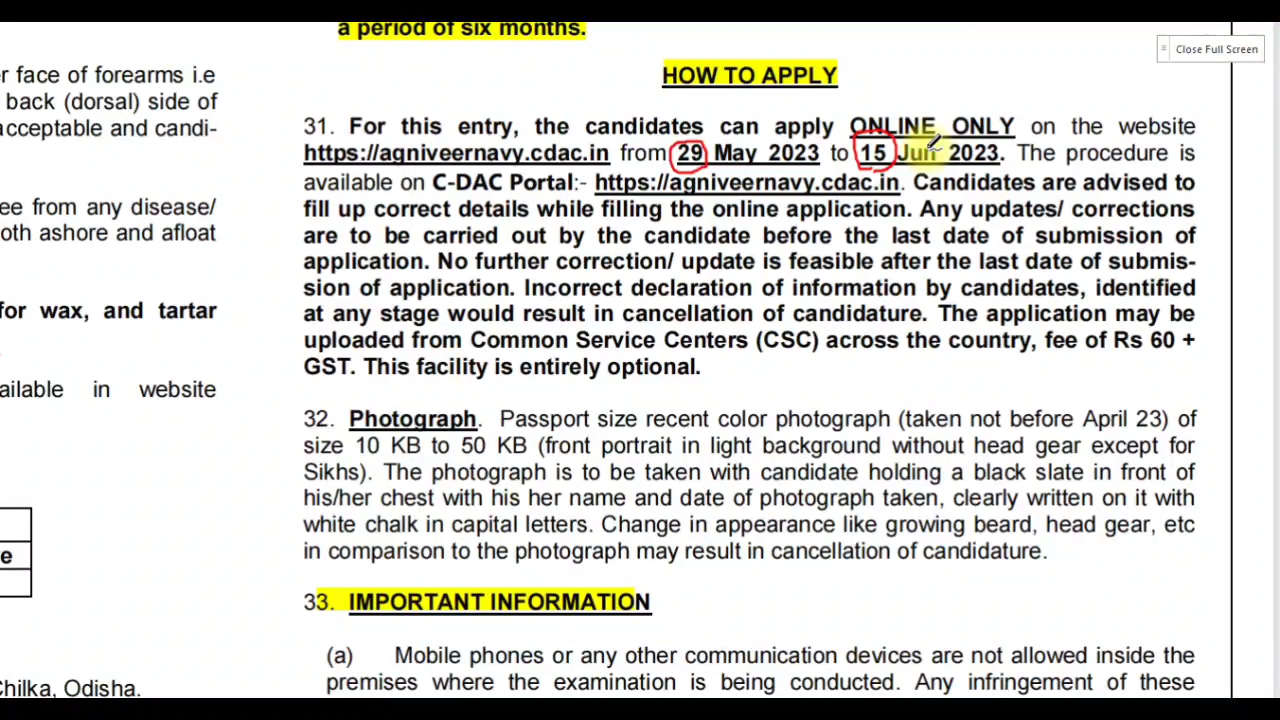 a period of six months.
Close Full Screen
r face of forearms i.e
back (dorsal) side of
acceptable and candi-
ee from any disease/
oth ashore and afloat
for wax, and tartar
ailable in website
e
Chilka, Odisha.
HOW TO APPLY
31. For this entry, the candidates can apply ONLINE ONLY on the website
https://agniveernavy.cdac.in from 29 May 2023 to 15 Jun 2023. The procedure is
available on C-DAC Portal:- https://agniveernavy.cdac.in. Candidates are advised to
fill up correct details while filling the online application. Any updates/ corrections
are to be carried out by the candidate before the last date of submission of
application. No further correction/ update is feasible after the last date of submis-
sion of application. Incorrect declaration of information by candidates, identified
at any stage would result in cancellation of candidature. The application may be
uploaded from Common Service Centers (CSC) across the country, fee of Rs 60 +
GST. This facility is entirely optional.
32. Photograph. Passport size recent color photograph (taken not before April 23) of
size 10 KB to 50 KB (front portrait in light background without head gear except for
Sikhs). The photograph is to be taken with candidate holding a black slate in front of
his/her chest with his her name and date of photograph taken, clearly written on it with
white chalk in capital letters. Change in appearance like growing beard, head gear, etc
in comparison to the photograph may result in cancellation of candidature.
33. IMPORTANT INFORMATION
(a) Mobile phones or any other communication devices are not allowed inside the
premises where the examination is being conducted. Any infringement of these